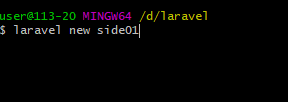 user@113-20 MINGW64 /d/laravel
$ laravel new side01